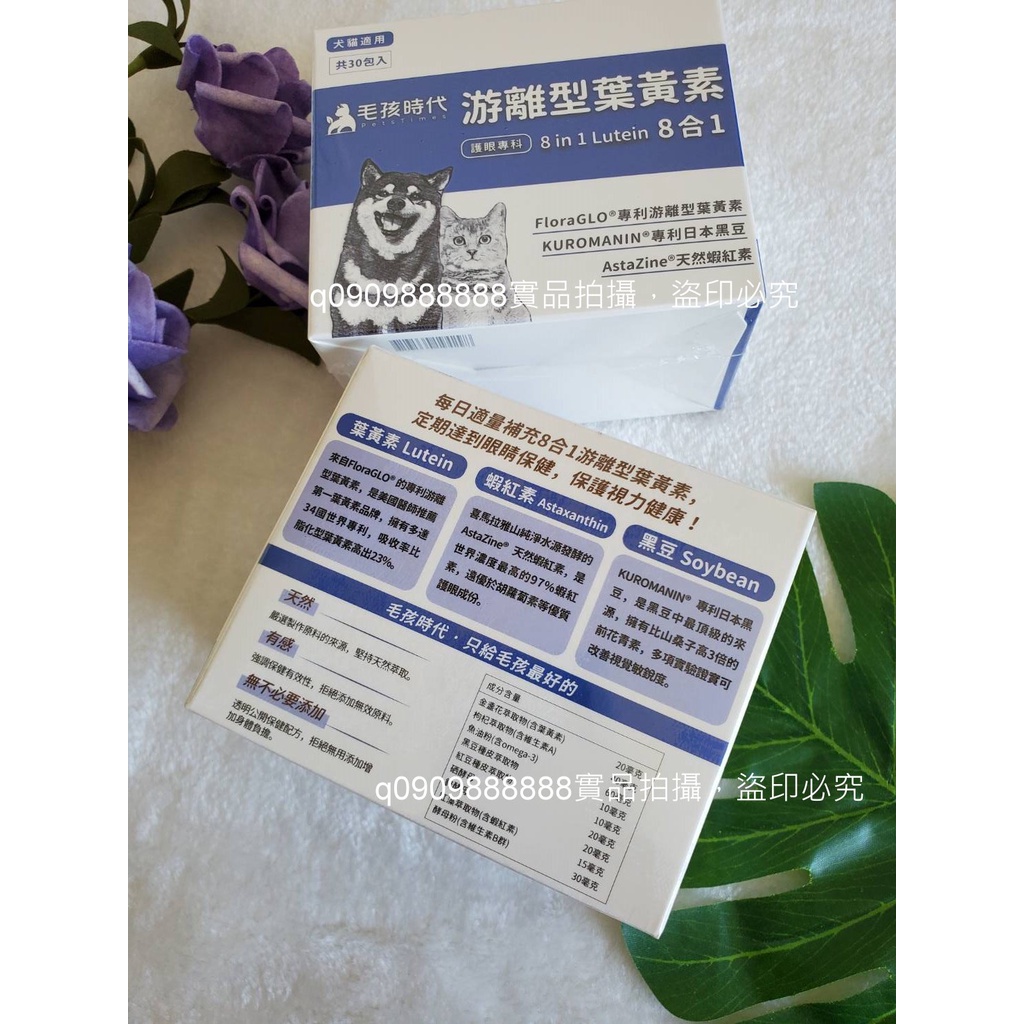 犬貓適用
共30包入
毛孩時代
PetsTimes
游離型葉黃素
護眼專科 8 in 1 Lutein 8合1
FloraGLO®專利游離型葉黃素
KUROMANIN®專利日本黑豆
AstaZine®天然蝦紅素
q0909888888實品拍攝，盜印必究
每日適量補充8合1游離型葉黃素，
定期達到眼睛保健，保護視力健康！
葉黃素 Lutein
來自FloraGLO® 的專利游離
型葉黃素，是美國醫師推薦
第一葉黃素品牌，擁有多達
34國世界專利，吸收率比
脂化型葉黃素高出23%。
蝦紅素 Astaxanthin
喜馬拉雅山純淨水源發酵的
AstaZine® 天然蝦紅素，是
世界濃度最高的97%蝦紅
素，遠優於胡蘿蔔素等優質
護眼成份。
黑豆 Soybean
KUROMANIN® 專利日本黑
豆，是黑豆中最頂級的來
源，擁有比山桑子高3倍的
前花青素，多項實驗證實可
改善視覺敏銳度。
毛孩時代．只給毛孩最好的
天然
嚴選製作原料的來源，堅持天然萃取。
有感
強調保健有效性，拒絕添加無效原料。
無不必要添加
透明公開保健配方，拒絕無用添加增
加身體負擔。
成分含量
金盞花萃取物(含葉黃素) 20毫克
枸杞萃取物(含維生素A)
魚油粉(含omega-3)
黑豆種皮萃取物 10毫克
紅豆種皮萃取物 10毫克
20毫克
20毫克
藻萃取物(含蝦紅素) 15毫克
酵母粉(含維生素B群) 30毫克
q0909888888實品拍攝，盜印必究